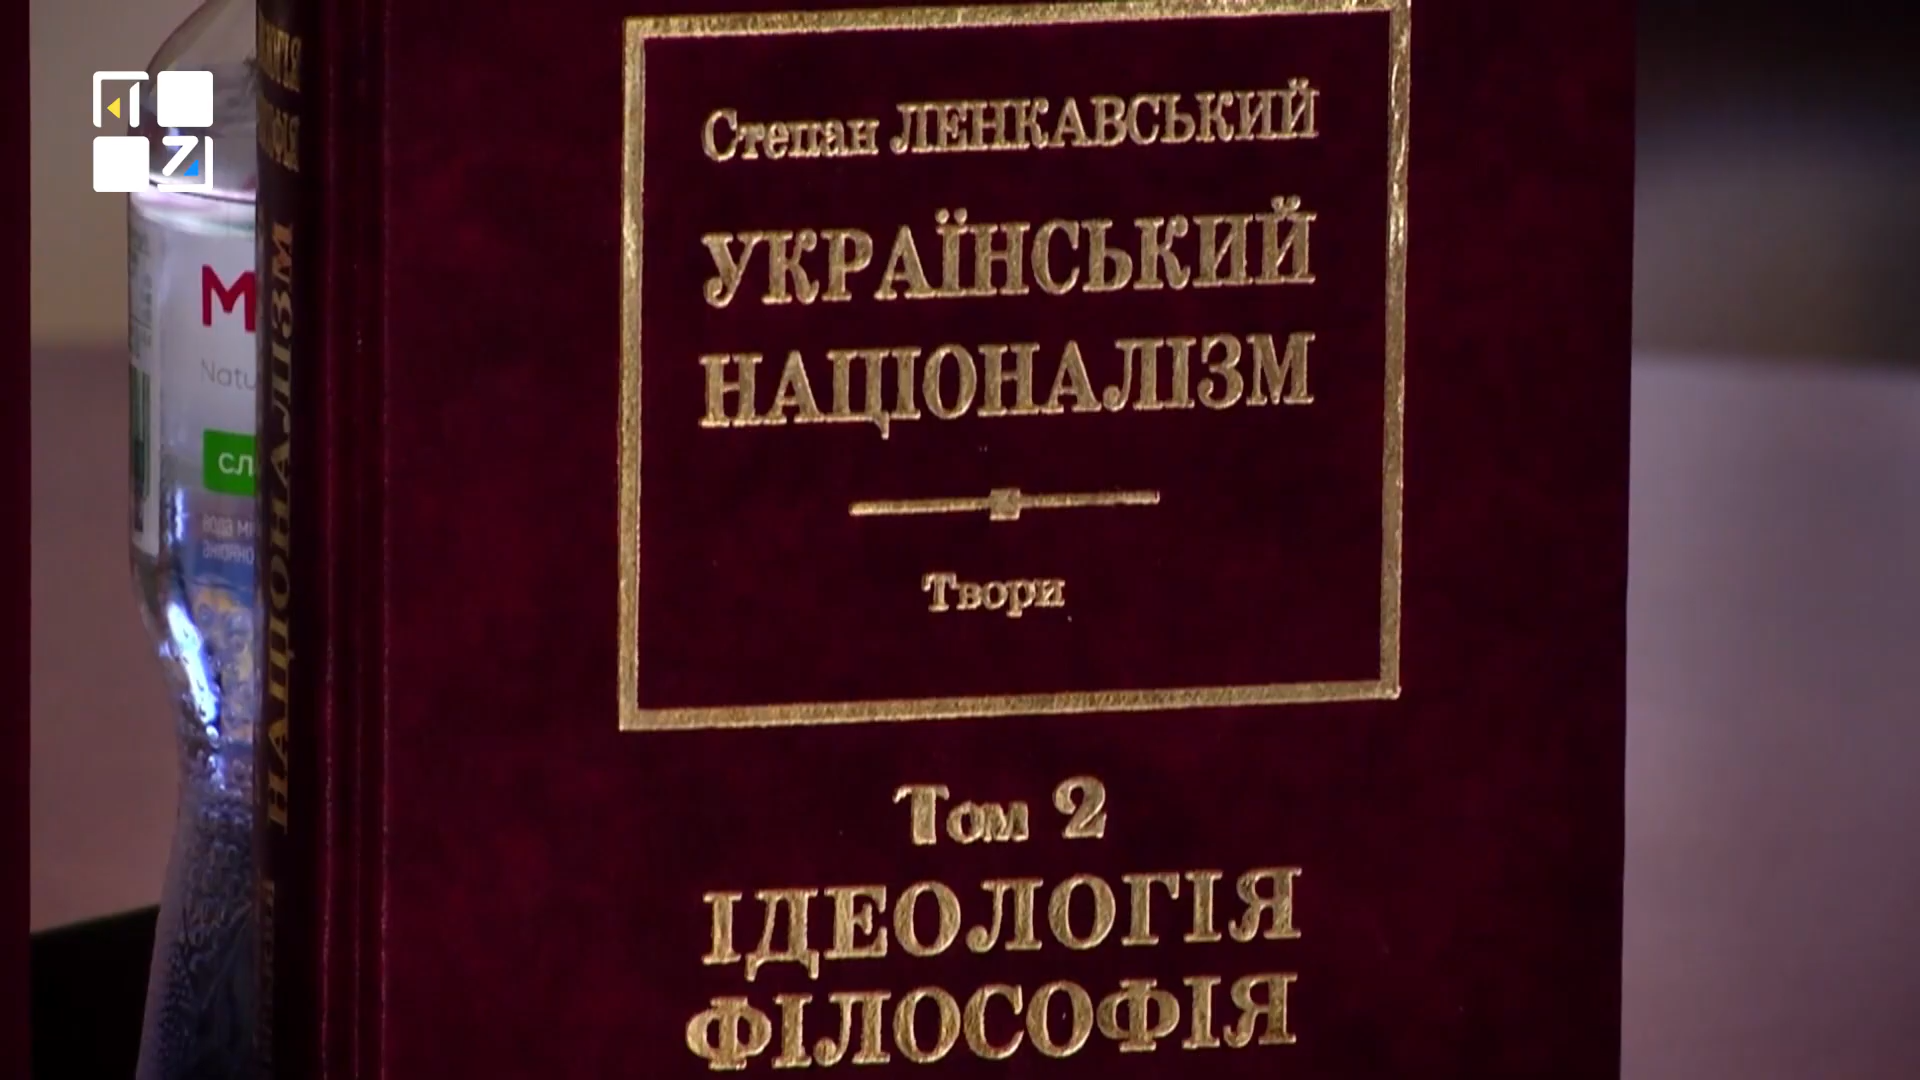 Степан ЛЕНКАВСЬКИЙ
УКРАЇНСЬКИЙ
НАЦІОНАЛІЗМ
Твори
Том 2
ІДЕОЛОГІЯ
ФІЛОСОФІЯ
НАЦІОНАЛІЗМ